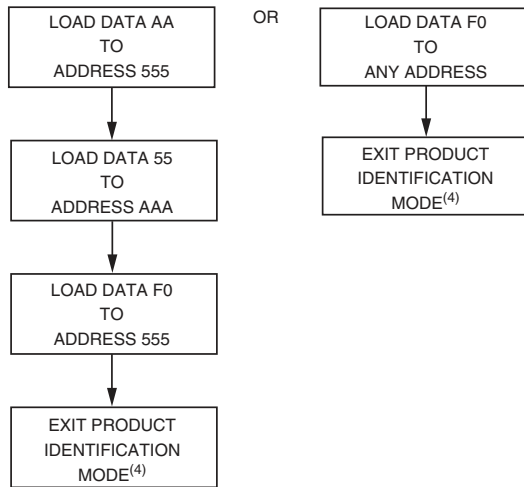 LOAD DATA AA
TO
ADDRESS 555
LOAD DATA 55
TO
ADDRESS AAA
LOAD DATA F0
TO
ADDRESS 555
EXIT PRODUCT
IDENTIFICATION
MODE(4)
OR
LOAD DATA F0
TO
ANY ADDRESS
EXIT PRODUCT
IDENTIFICATION
MODE(4)